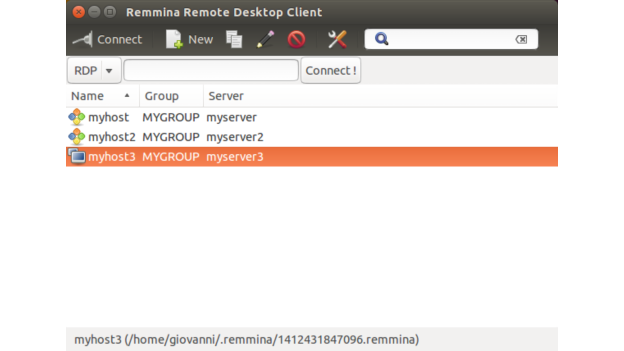 Remmina Remote Desktop Client
Connect New
RDP Connect !
Name Group Server
myhost MYGROUP myserver
myhost2 MYGROUP myserver2
myhost3 MYGROUP myserver3
myhost3 (/home/giovanni/.remmina/1412431847096.remmina)